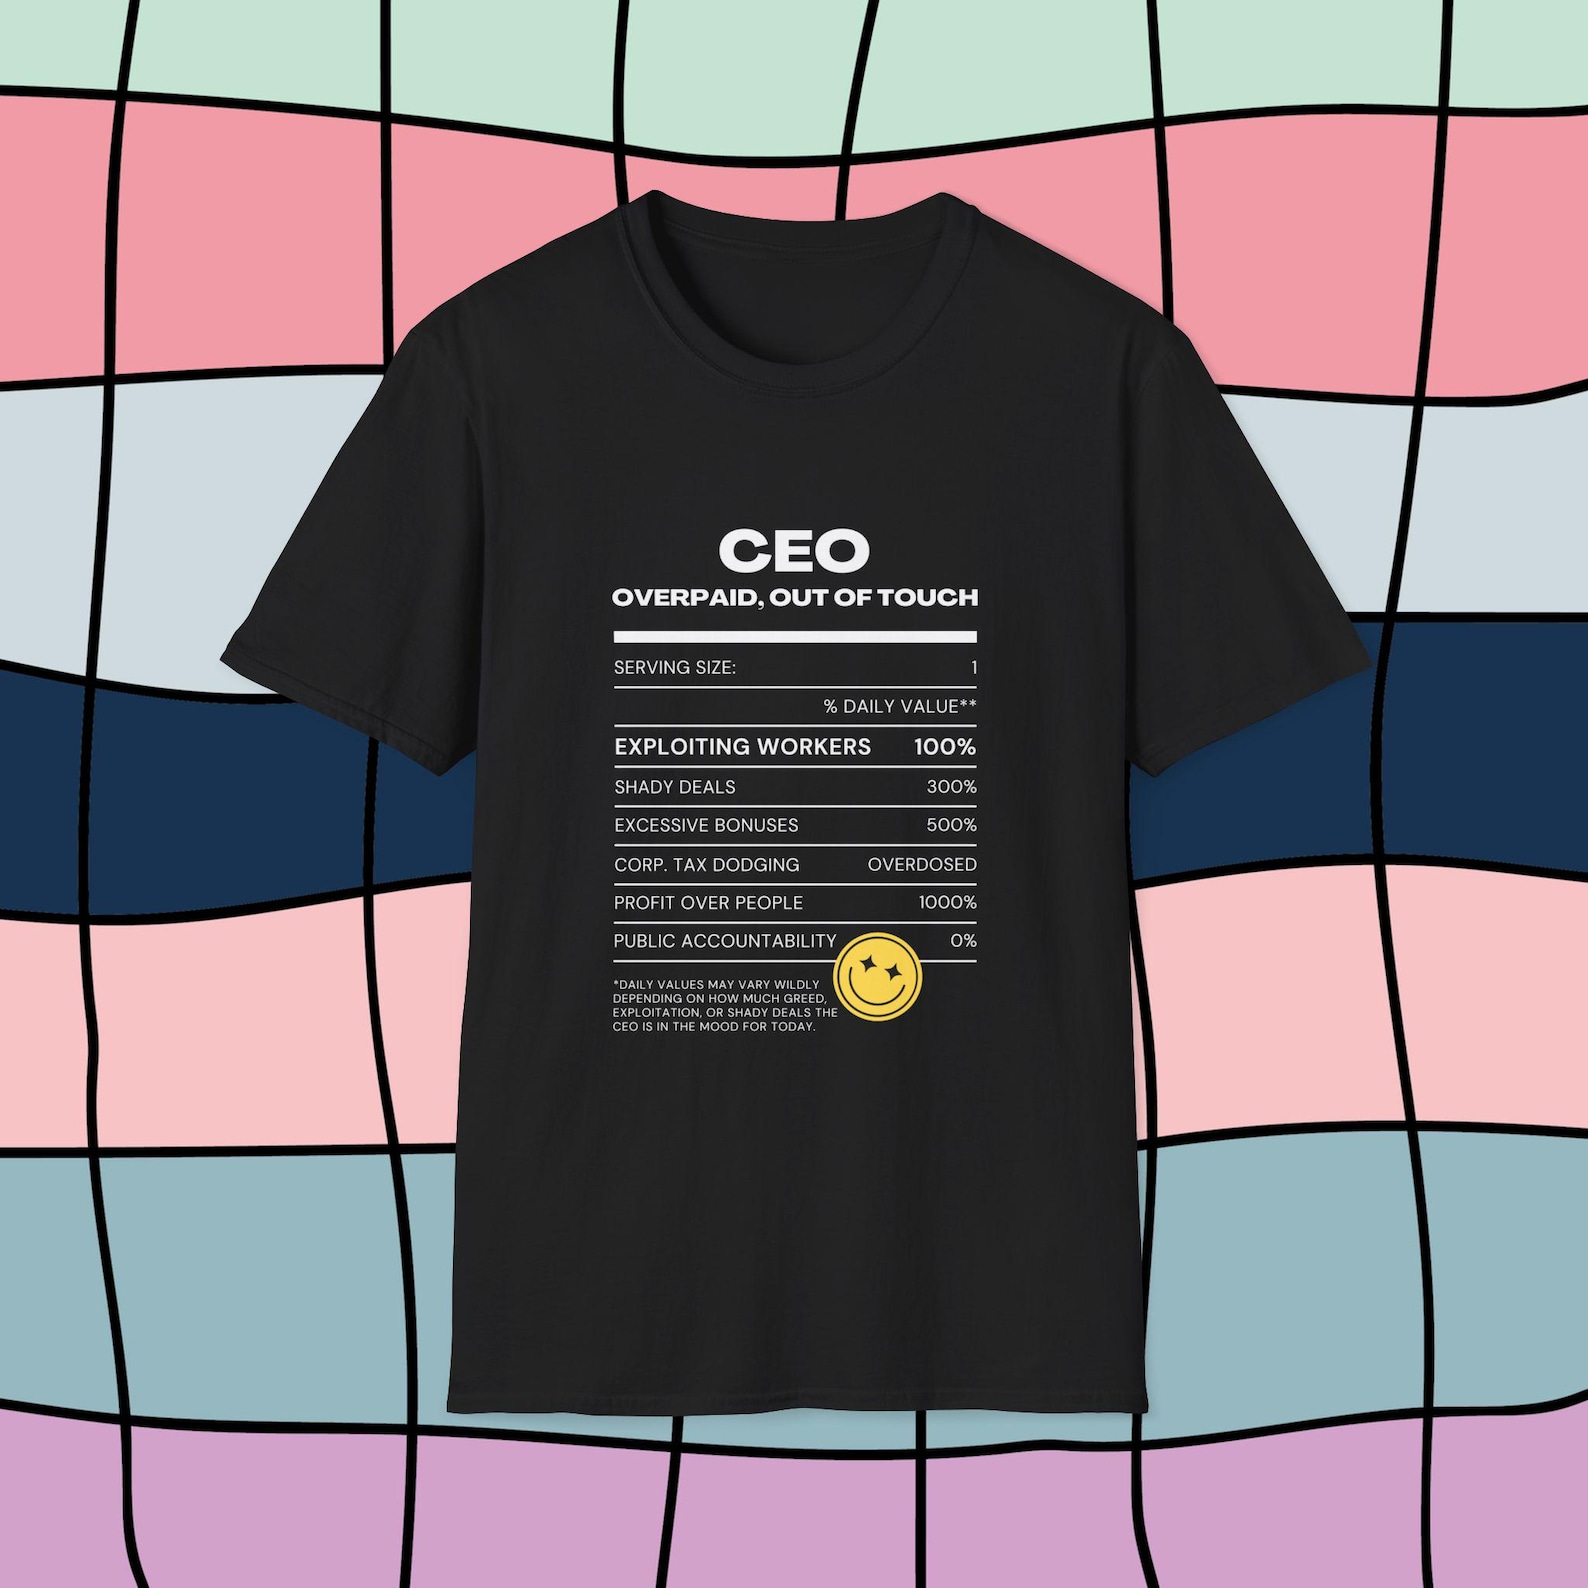 CEO
OVERPAID, OUT OF TOUCH
SERVING SIZE: 1
% DAILY VALUE**
EXPLOITING WORKERS 100%
SHADY DEALS 300%
EXCESSIVE BONUSES 500%
CORP. TAX DODGING OVERDOSED
PROFIT OVER PEOPLE 1000%
PUBLIC ACCOUNTABILITY 0%
*DAILY VALUES MAY VARY WILDLY
DEPENDING ON HOW MUCH GREED,
EXPLOITATION, OR SHADY DEALS THE
CEO IS IN THE MOOD FOR TODAY.